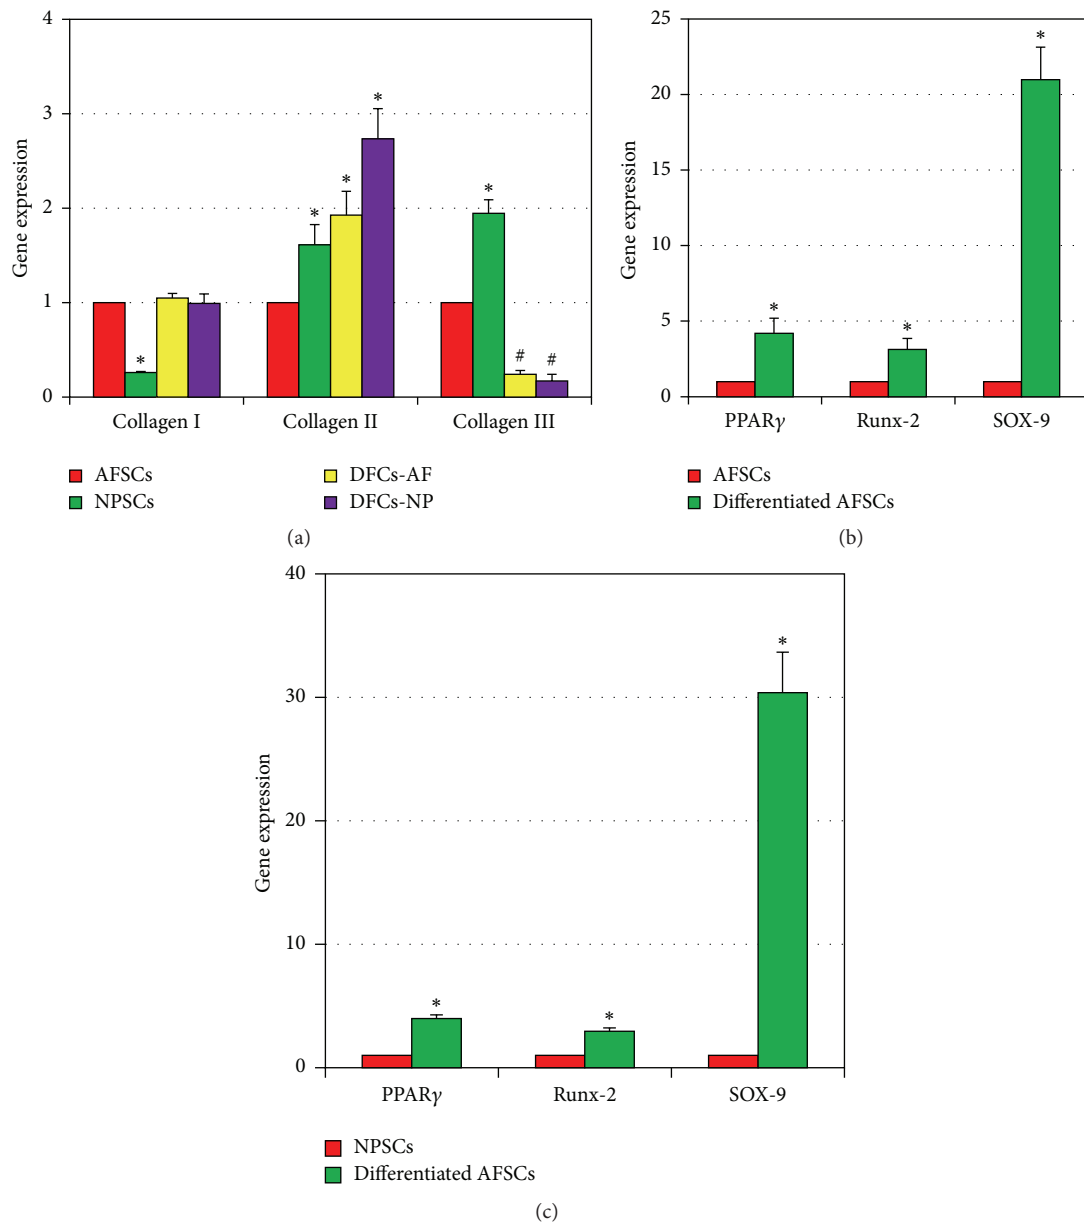 4
3
2
1
0
Gene expression
*
*
*
*
*
#
#
Collagen I
Collagen II
Collagen III
AFSCs
NPSCs
DFCs-AF
DFCs-NP
(a)
25
20
15
10
5
0
Gene expression
*
*
*
PPARγ
Runx-2
SOX-9
AFSCs
Differentiated AFSCs
(b)
40
30
20
10
0
Gene expression
*
*
*
PPARγ
Runx-2
SOX-9
NPSCs
Differentiated AFSCs
(c)